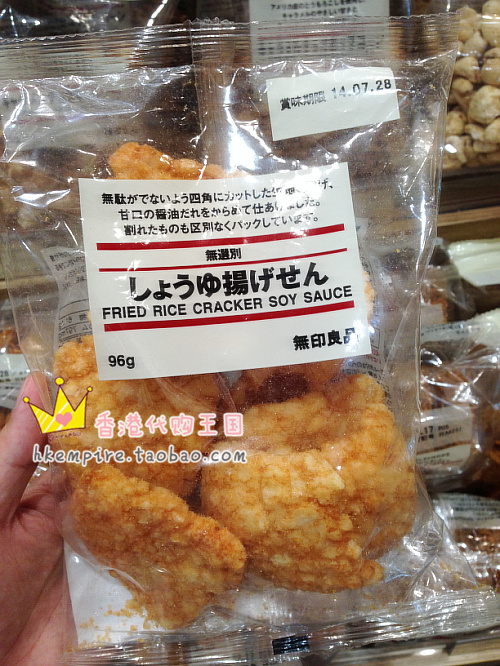 賞味期限 14.07.28
無駄がでないよう四角にカットした
甘口の醤油だれをからめて仕あげました。
割れたものも区別なくパックしています。
無選別
しょうゆ揚げせん
FRIED RICE CRACKER SOY SAUCE
96g
無印良品
香港代购王国
hkempire.taobao.com